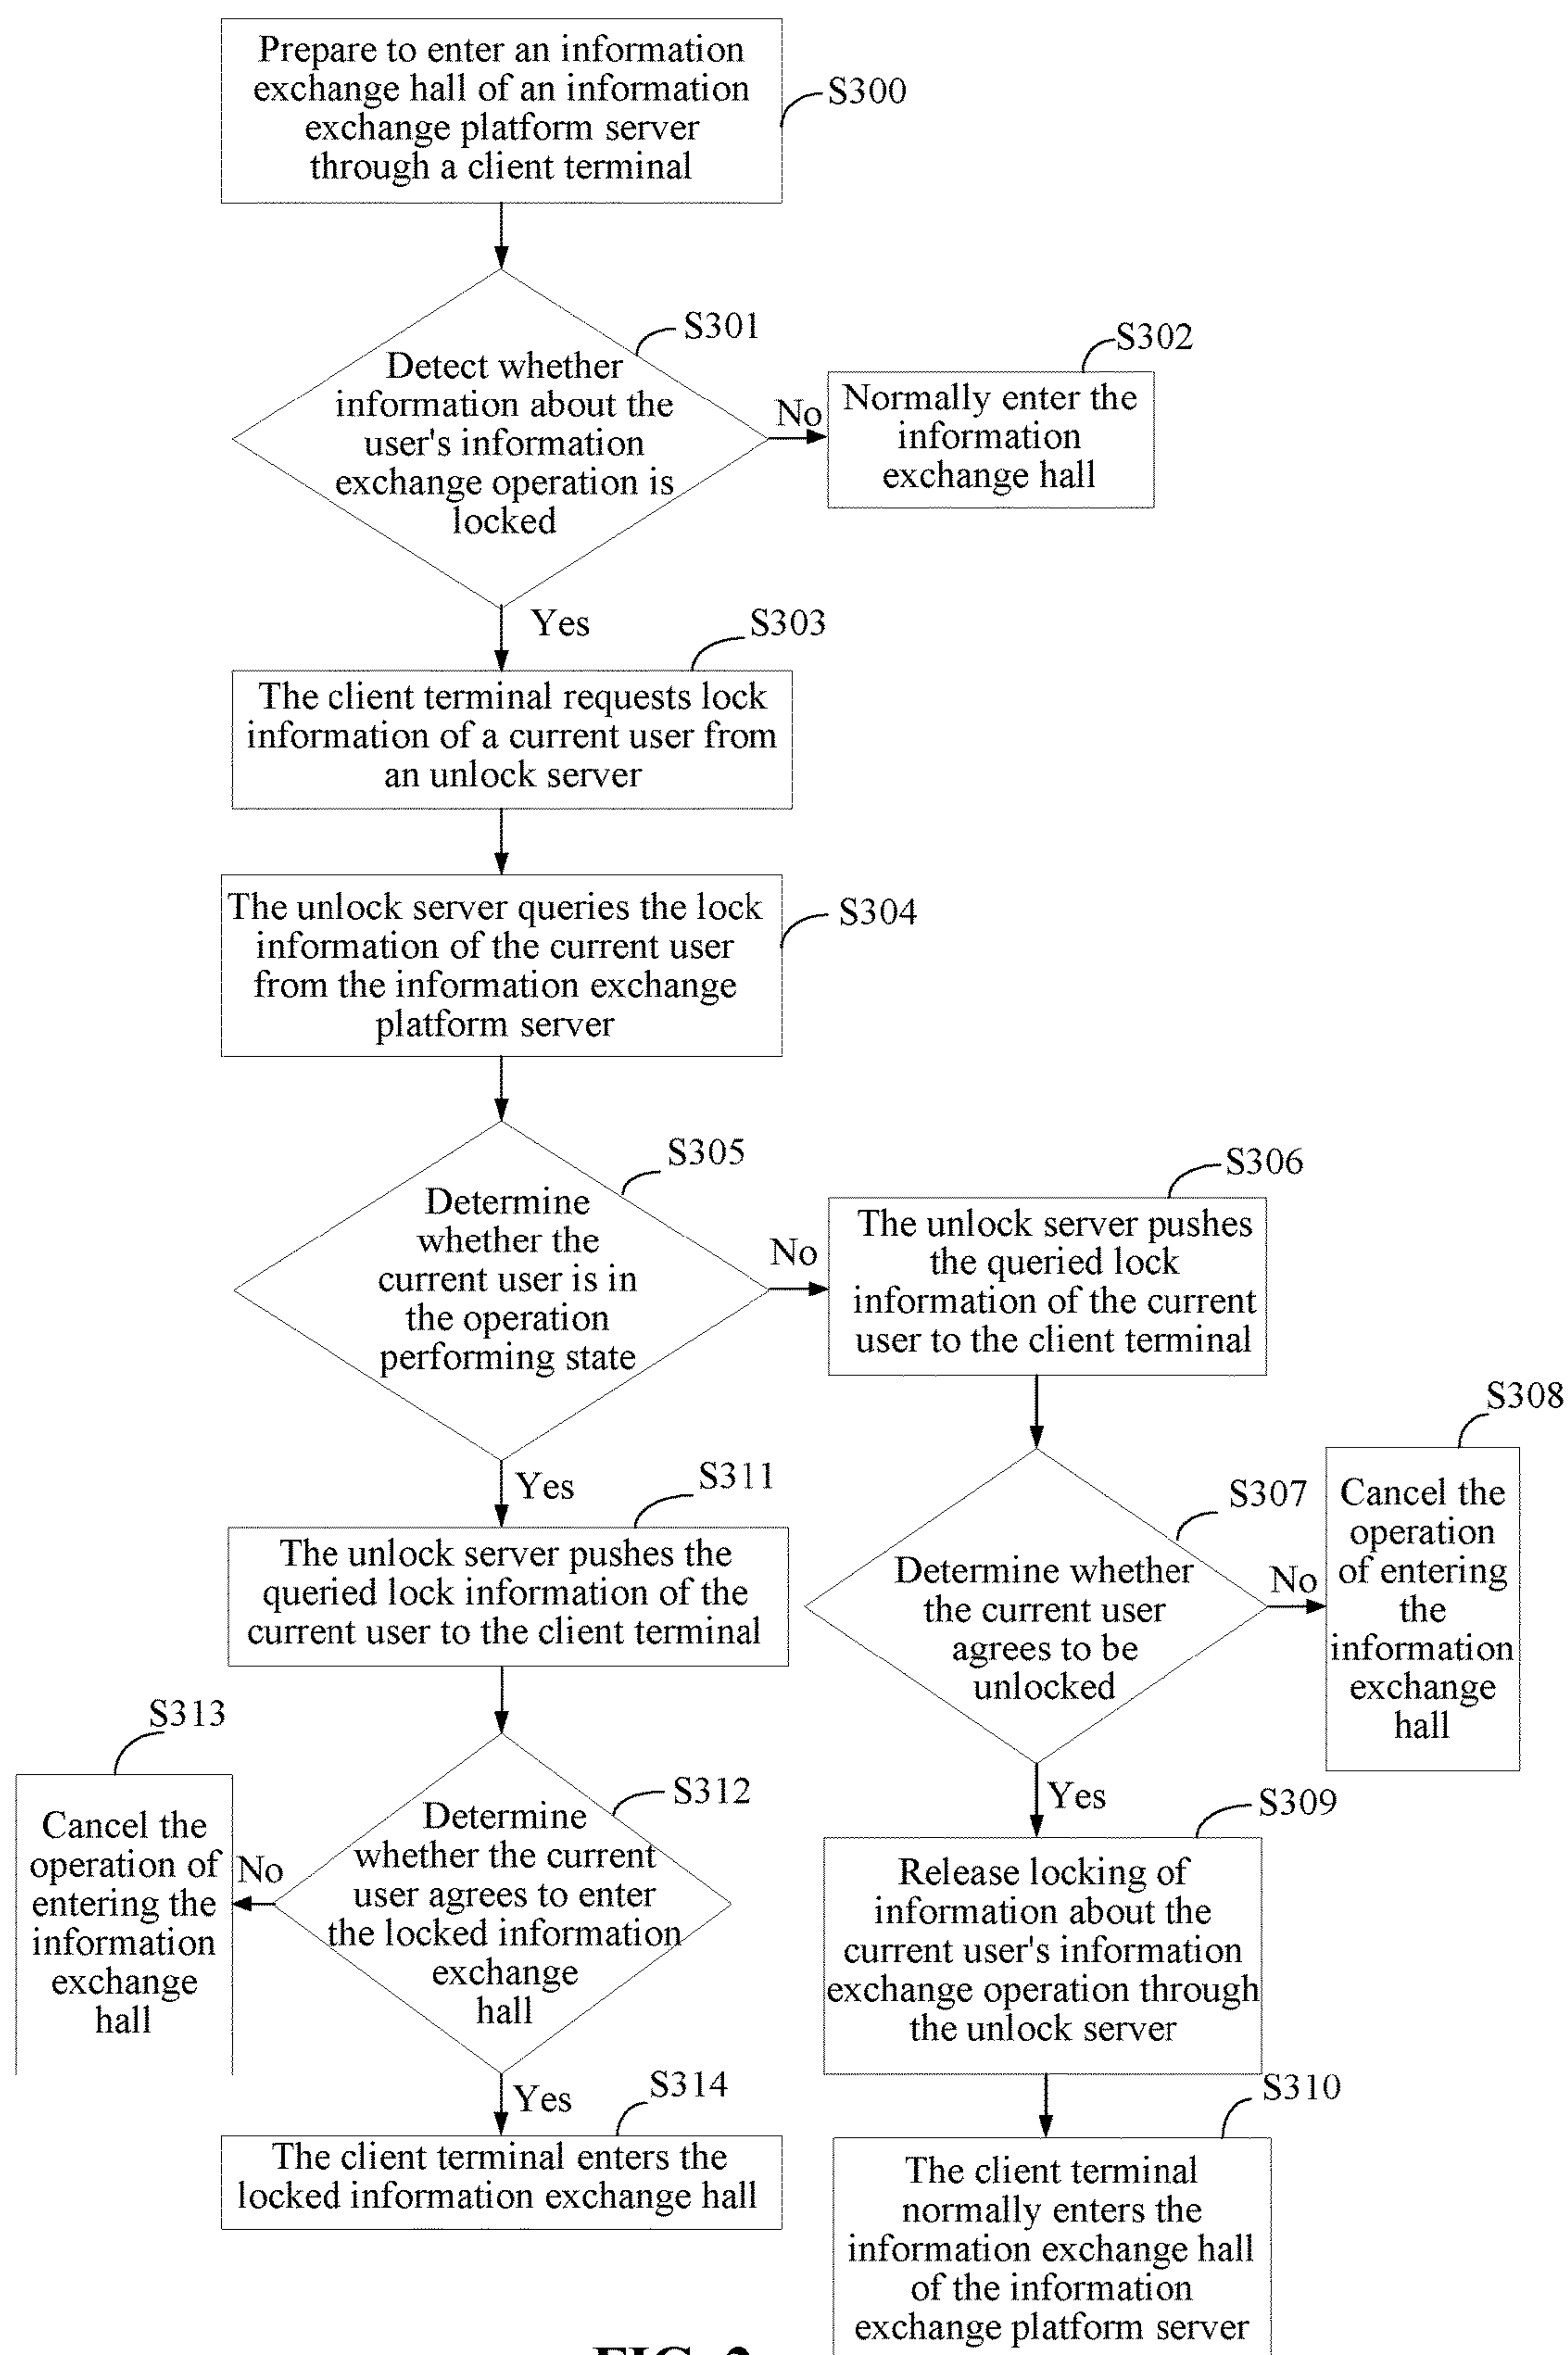 Prepare to enter an information
exchange hall of an information
exchange platform server
through a client terminal
S300
S301
Detect whether
information about the
user's information
exchange operation is
locked
No
S302
Normally enter the
information
exchange hall
Yes
S303
The client terminal requests lock
information of a current user from
an unlock server
The unlock server queries the lock
information of the current user
from the information exchange
platform server
S304
S305
Determine
whether the
current user is in
the operation
performing state
No
S306
The unlock server pushes
the queried lock
information of the current
user to the client terminal
S307
Determine whether
the current user
agrees to be
unlocked
No
S308
Cancel the
operation
of entering
the
information
exchange
hall
Yes
S309
Release locking of
information about the
current user's information
exchange operation through
the unlock server
S310
The client terminal
normally enters the
information exchange hall
of the information
exchange platform server
Yes
S311
The unlock server pushes the
queried lock information of the
current user to the client terminal
S312
Determine
whether the current
user agrees to enter
the locked information
exchange
hall
No
S313
Cancel the
operation of
entering the
information
exchange
hall
Yes
S314
The client terminal enters the
locked information exchange hall